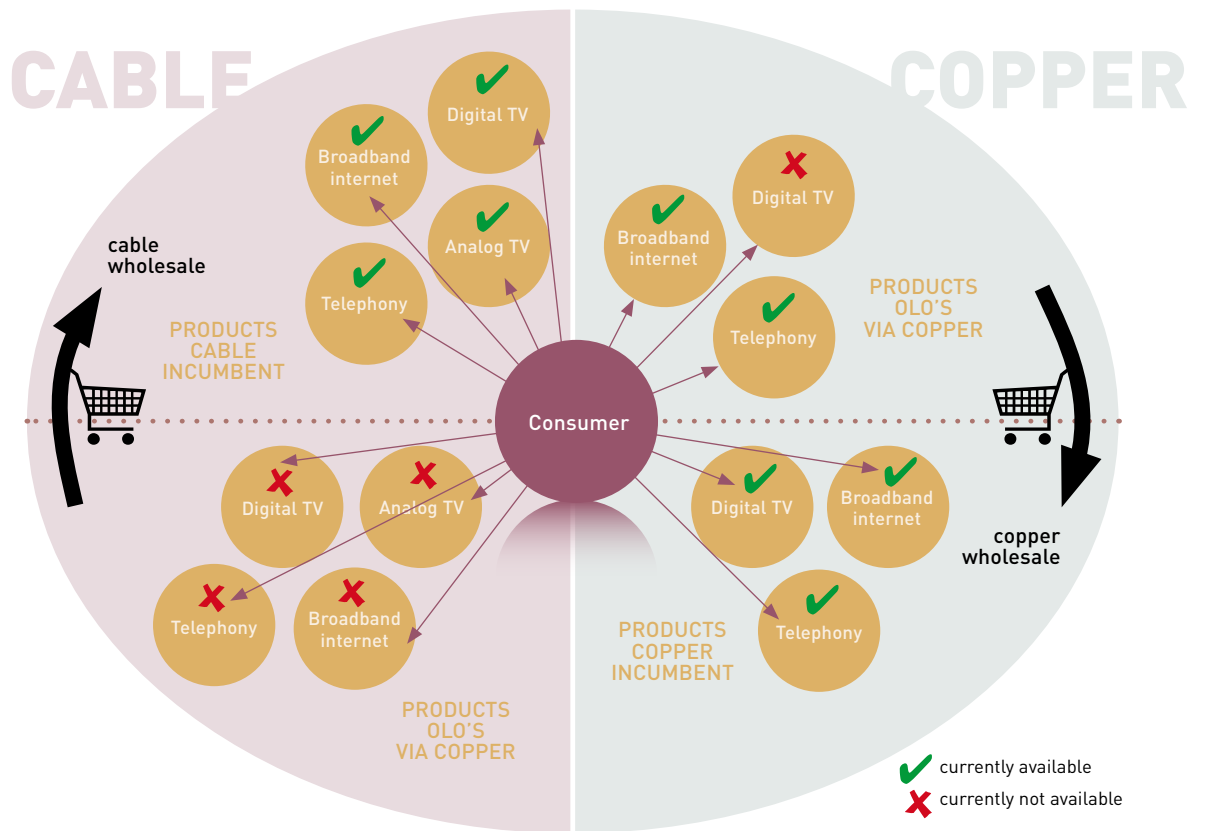 CABLE
COPPER
Digital TV
Broadband
internet
Analog TV
Telephony
cable
wholesale
PRODUCTS
CABLE
INCUMBENT
Digital TV
Broadband
internet
Telephony
PRODUCTS
OLO'S
VIA COPPER
Consumer
Digital TV
Analog TV
Telephony
Broadband
internet
PRODUCTS
OLO'S
VIA COPPER
Digital TV
Broadband
internet
Telephony
copper
wholesale
PRODUCTS
COPPER
INCUMBENT
currently available
currently not available